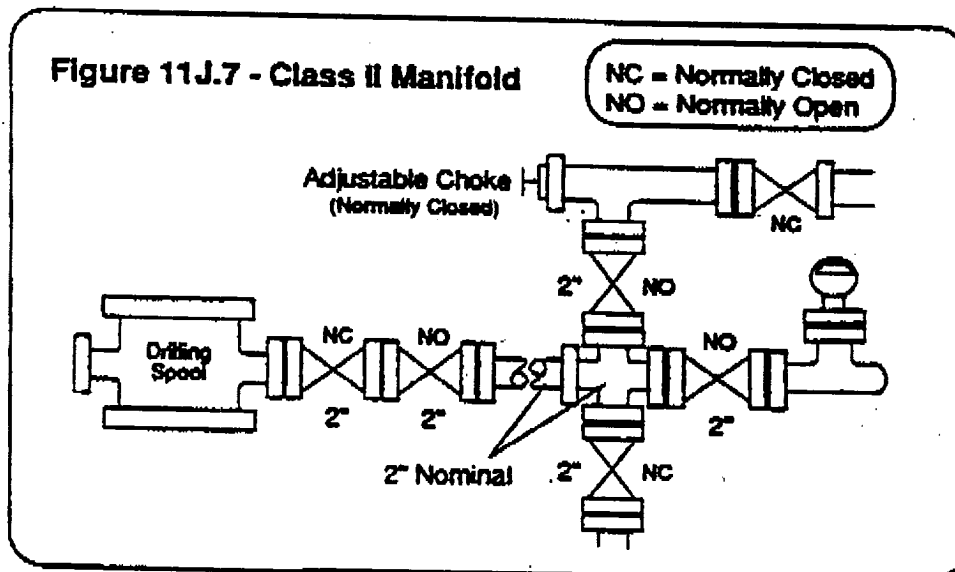 Figure 11J.7 - Class II Manifold
NC = Normally Closed
NO = Normally Open
Adjustable Choke
(Normally Closed)
NC
2" NO
Drilling
Spool
NC NO
2" 2"
NO
2"
2" Nominal
2" NC